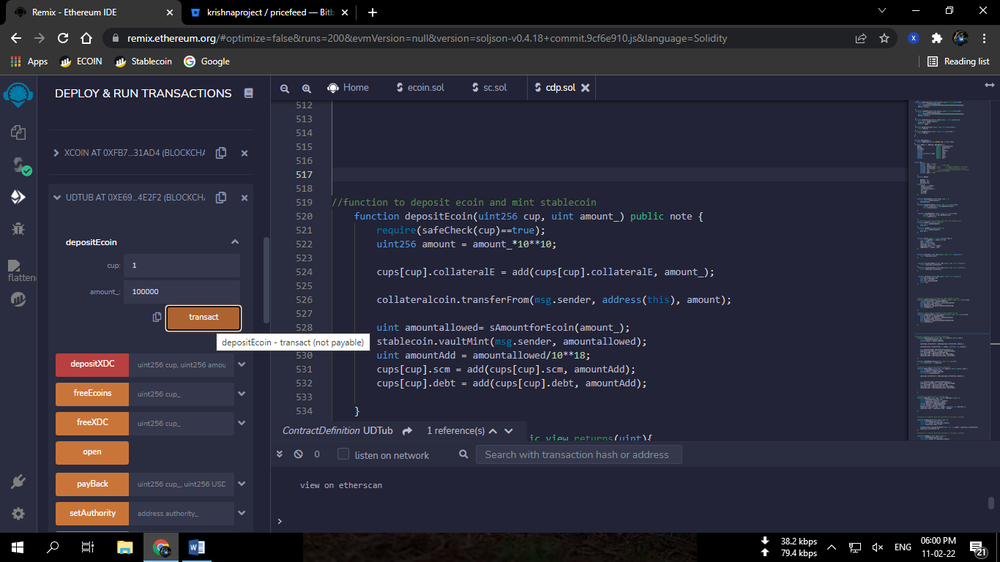 Remix - Ethereum IDE
krishnaproject / pricefeed — Bitb
remix.ethereum.org/#optimize=false&runs=200&evmVersion=null&version=soljson-v0.4.18+commit.9cf6e910.js&language=Solidity
X
Apps
ECOIN
Stablecoin
Google
Reading list
DEPLOY & RUN TRANSACTIONS
Home
ecoin.sol
sc.sol
cdp.sol
XCOIN AT 0XFB7...31AD4 (BLOCKCHA
UDTUB AT 0XE69...4E2F2 (BLOCKCHA
depositEcoin
cup:
1
amount_:
100000
transact
depositEcoin - transact (not payable)
depositXDC
uint256 cup, uint256 amou
freeEcoins
uint256 cup_
freeXDC
uint256 cup_
open
payBack
uint256 cup_, uint256 USD
setAuthority
address authority_
flattene
512
513
514
515
516
517
518
519 //function to deposit ecoin and mint stablecoin
520 function depositEcoin(uint256 cup, uint amount_) public note {
521 require(safeCheck(cup)==true);
522 uint256 amount = amount_*10**10;
523
524 cups[cup].collateralE = add(cups[cup].collateralE, amount_);
525
526 collateralcoin.transferFrom(msg.sender, address(this), amount);
527
528 uint amountallowed= sAmountforEcoin(amount_);
stablecoin.vaultMint(msg.sender, amountallowed);
530 uint amountAdd = amountallowed/10**18;
531 cups[cup].scm = add(cups[cup].scm, amountAdd);
532 cups[cup].debt = add(cups[cup].debt, amountAdd);
533
534 }
ContractDefinition UDTub
1 reference(s)
ic view returns(uint){
0
listen on network
Search with transaction hash or address
view on etherscan
>
38.2 kbps
79.4 kbps
ENG
06:00 PM
11-02-22
21